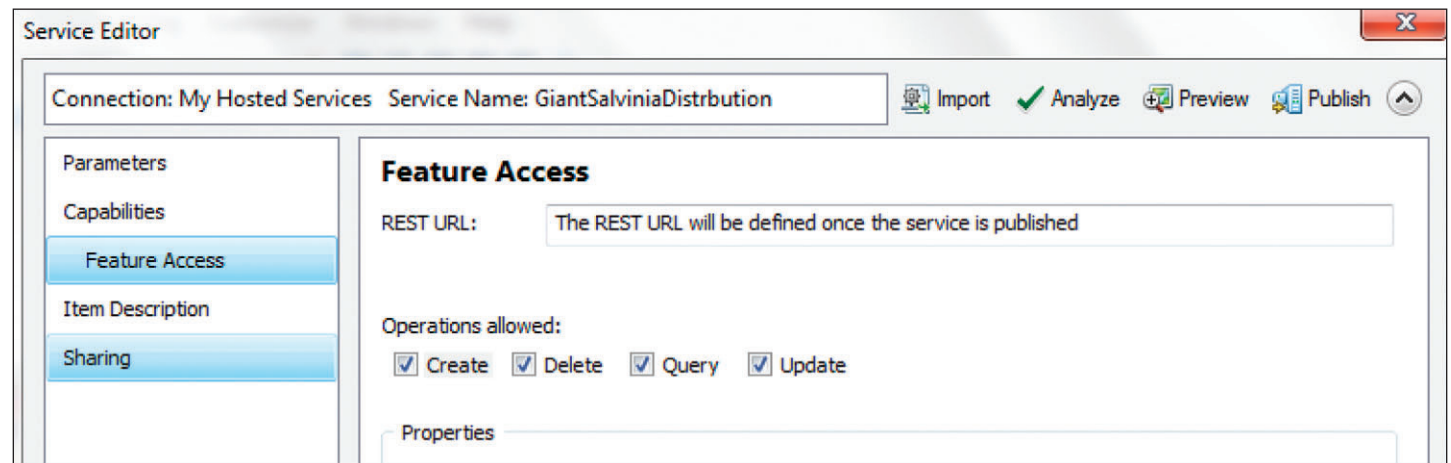 Service Editor
Connection: My Hosted Services Service Name: GiantSalviniaDistrbution
Import
Analyze
Preview
Publish
Parameters
Capabilities
Feature Access
Item Description
Sharing
Feature Access
REST URL: The REST URL will be defined once the service is published
Operations allowed:
Create Delete Query Update
Properties